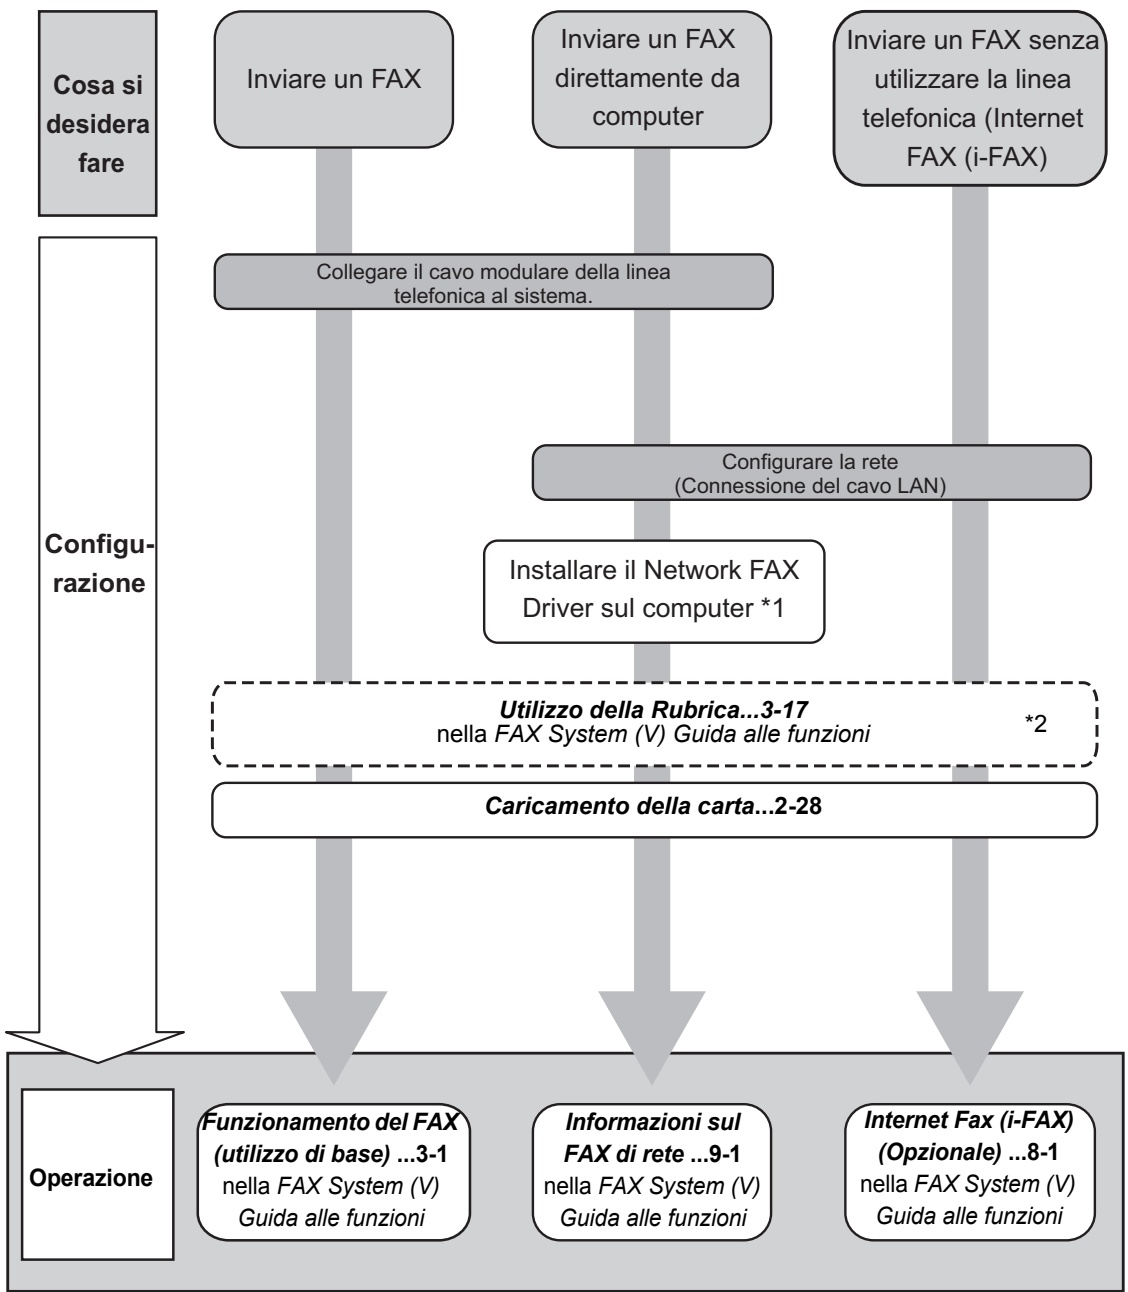 Cosa si
desidera
fare
Inviare un FAX
Inviare un FAX
direttamente da
computer
Inviare un FAX senza
utilizzare la linea
telefonica (Internet
FAX (i-FAX)
Collegare il cavo modulare della linea
telefonica al sistema.
Configurare la rete
(Connessione del cavo LAN)
Configu-
razione
Installare il Network FAX
Driver sul computer *1
Utilizzo della Rubrica...3-17
nella FAX System (V) Guida alle funzioni
*2
Caricamento della carta...2-28
Operazione
Funzionamento del FAX
(utilizzo di base) ...3-1
nella FAX System (V)
Guida alle funzioni
Informazioni sul
FAX di rete ...9-1
nella FAX System (V)
Guida alle funzioni
Internet Fax (i-FAX)
(Opzionale) ...8-1
nella FAX System (V)
Guida alle funzioni